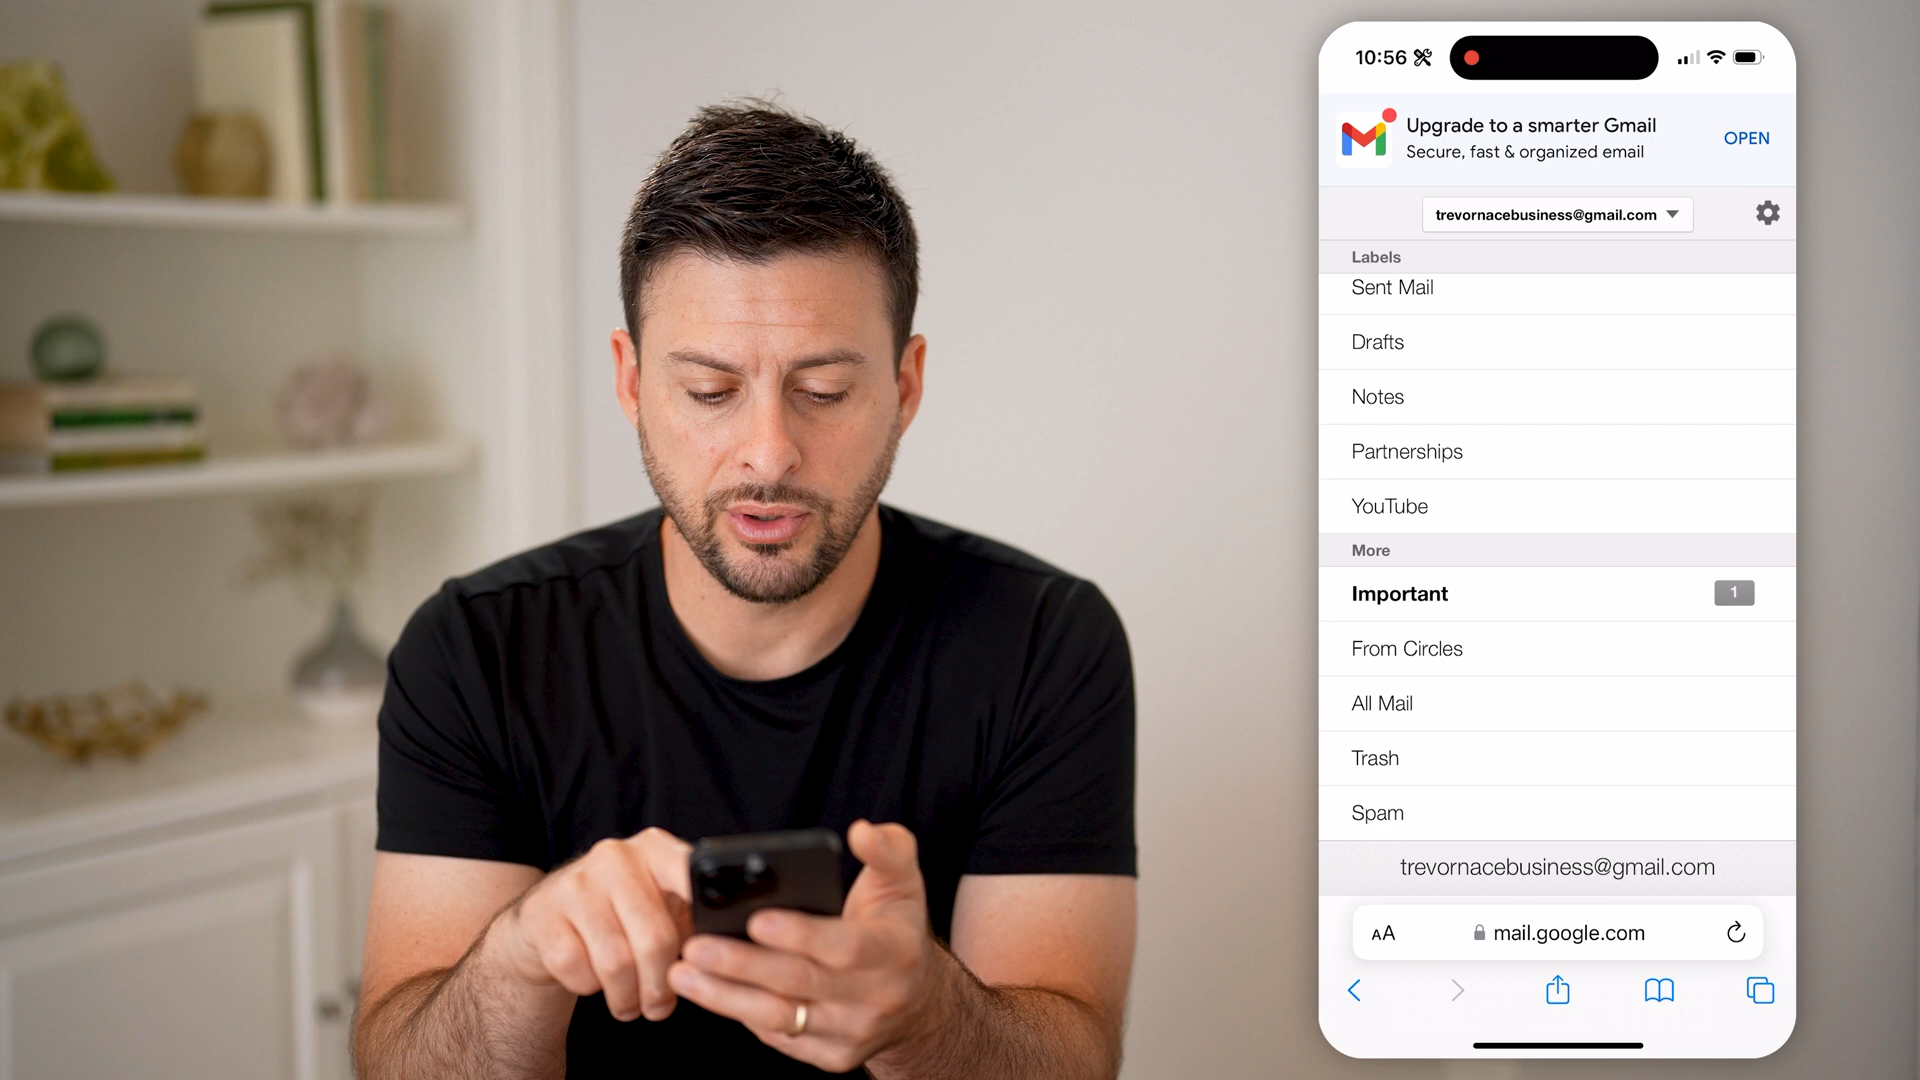 10:56
Upgrade to a smarter Gmail
Secure, fast & organized email
OPEN
trevornacebusiness@gmail.com
Labels
Sent Mail
Drafts
Notes
Partnerships
YouTube
More
Important 1
From Circles
All Mail
Trash
Spam
trevornacebusiness@gmail.com
AA mail.google.com